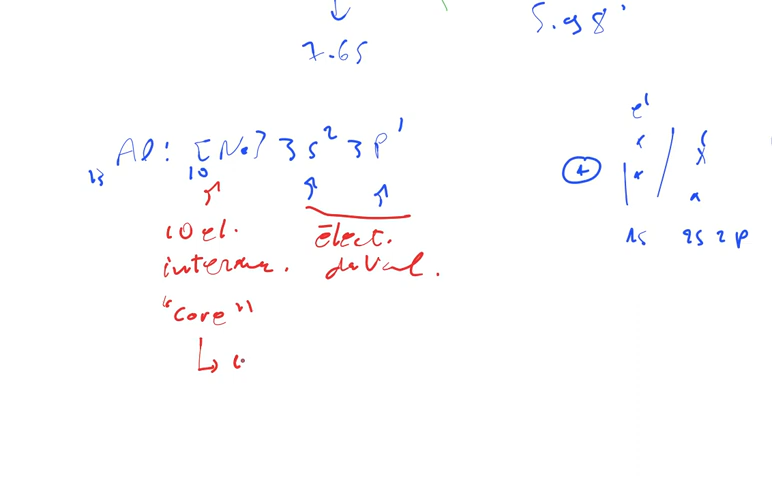 7.65
5.98'
Al: [Ne] 3s² 3p¹
13
10
10 el. élect.
interne. de Val.
"Core"
e⁻
+
1s 2s 2p